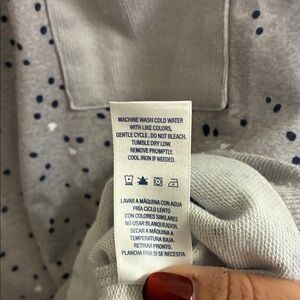 MACHINE WASH COLD WATER
WITH LIKE COLORS,
GENTLE CYCLE. DO NOT BLEACH.
TUMBLE DRY LOW.
REMOVE PROMPTLY.
COOL IRON IF NEEDED.
LAVAR A MÁQUINA CON AGUA
FRÍA CICLO LENTO
CON COLORES SIMILARES
NO USAR BLANQUEADOR.
SECAR A MÁQUINA A
TEMPERATURA BAJA.
RETIRAR PRONTO.
PLANCHA FRÍA SI SE NECESITA.